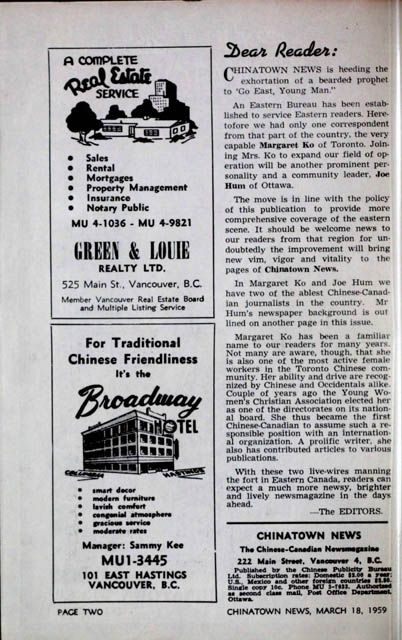 A COMPLETE
Real Estate
SERVICE
• Sales
• Rental
• Mortgages
• Property Management
• Insurance
• Notary Public
MU 4-1036 - MU 4-9821
GREEN & LOUIE
REALTY LTD.
525 Main St., Vancouver, B.C.
Member Vancouver Real Estate Board
and Multiple Listing Service
For Traditional
Chinese Friendliness
It's the
Broadway
HOTEL
COLUMBIA HASTINGS
• smart decor
• modern furniture
• lavish comfort
• congenial atmosphere
• gracious service
• moderate rates
Manager: Sammy Kee
MU1-3445
101 EAST HASTINGS
VANCOUVER, B.C.
PAGE TWO
Dear Reader:
CHINATOWN NEWS is heeding the
exhortation of a bearded prophet
to "Go East, Young Man."
An Eastern Bureau has been estab-
lished to service Eastern readers. Here-
tofore we had only one correspondent
from that part of the country, the very
capable Margaret Ko of Toronto. Join-
ing Mrs. Ko to expand our field of op-
eration will be another prominent per-
sonality and a community leader, Joe
Hum of Ottawa.
The move is in line with the policy
of this publication to provide more
comprehensive coverage of the eastern
scene. It should be welcome news to
our readers from that region for un-
doubtedly the improvement will bring
new vim, vigor and vitality to the
pages of Chinatown News.
In Margaret Ko and Joe Hum we
have two of the ablest Chinese-Canad-
ian journalists in the country. Mr
Hum's newspaper background is out
lined on another page in this issue.
Margaret Ko has been a familiar
name to our readers for many years.
Not many are aware, though, that she
is also one of the most active female
workers in the Toronto Chinese com-
munity. Her ability and drive are recog-
nized by Chinese and Occidentals alike.
Couple of years ago the Young Wo-
men's Christian Association elected her
as one of the directorates on its nation-
al board. She thus became the first
Chinese-Canadian to assume such a re-
sponsible position with an internation-
al organization. A prolific writer, she
also has contributed articles to various
publications.
With these two live-wires manning
the fort in Eastern Canada, readers can
expect a much more newsy, brighter
and lively newsmagazine in the days
ahead.
—The EDITORS.
CHINATOWN NEWS
The Chinese-Canadian Newsmagazine
222 Main Street, Vancouver 4, B.C.
Published by the Chinese Publicity Bureau
Ltd. Subscription rates: Domestic a year;
U.S., Mexico and other foreign countries
Single copy 10c. Phone Authorized
as second class mail, Post Office Department,
Ottawa.
CHINATOWN NEWS, MARCH 18, 1959